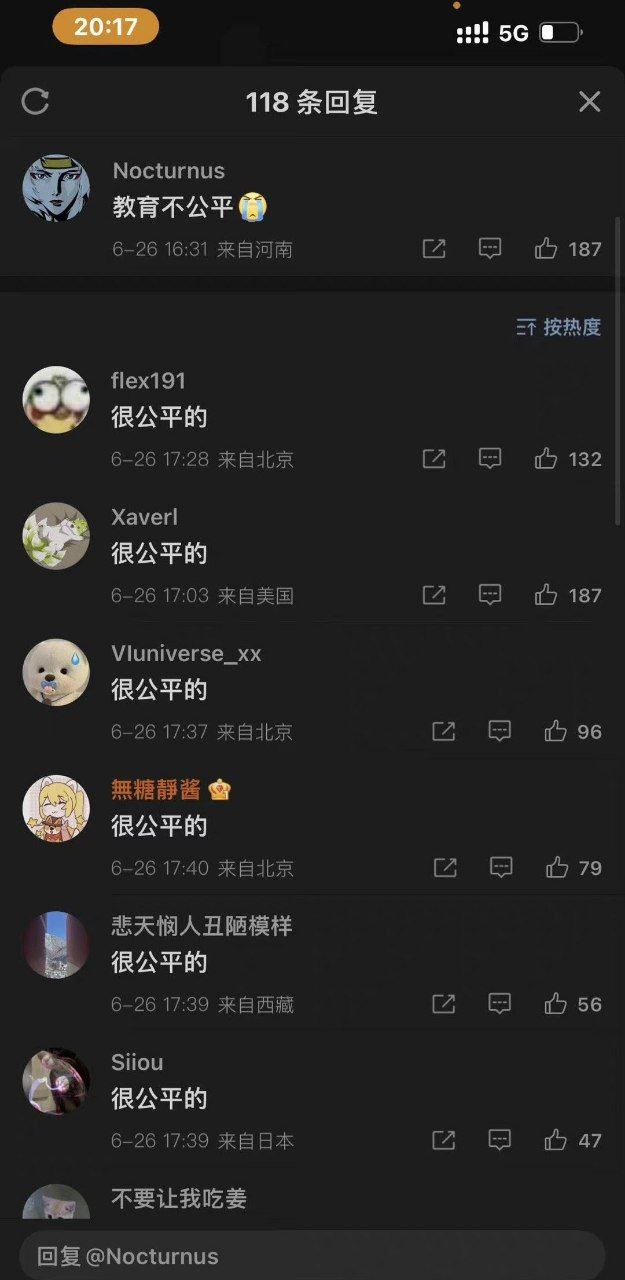 20:17
5G
118 条回复
Nocturnus
教育不公平😭
6-26 16:31 来自河南
187
按热度
flex191
很公平的
6-26 17:28 来自北京
132
Xaverl
很公平的
6-26 17:03 来自美国
187
VIuniverse_xx
很公平的
6-26 17:37 来自北京
96
無糖靜酱
很公平的
6-26 17:40 来自北京
79
悲天悯人丑陋模样
很公平的
6-26 17:39 来自西藏
56
Siiou
很公平的
6-26 17:39 来自日本
47
不要让我吃姜
回复 @Nocturnus